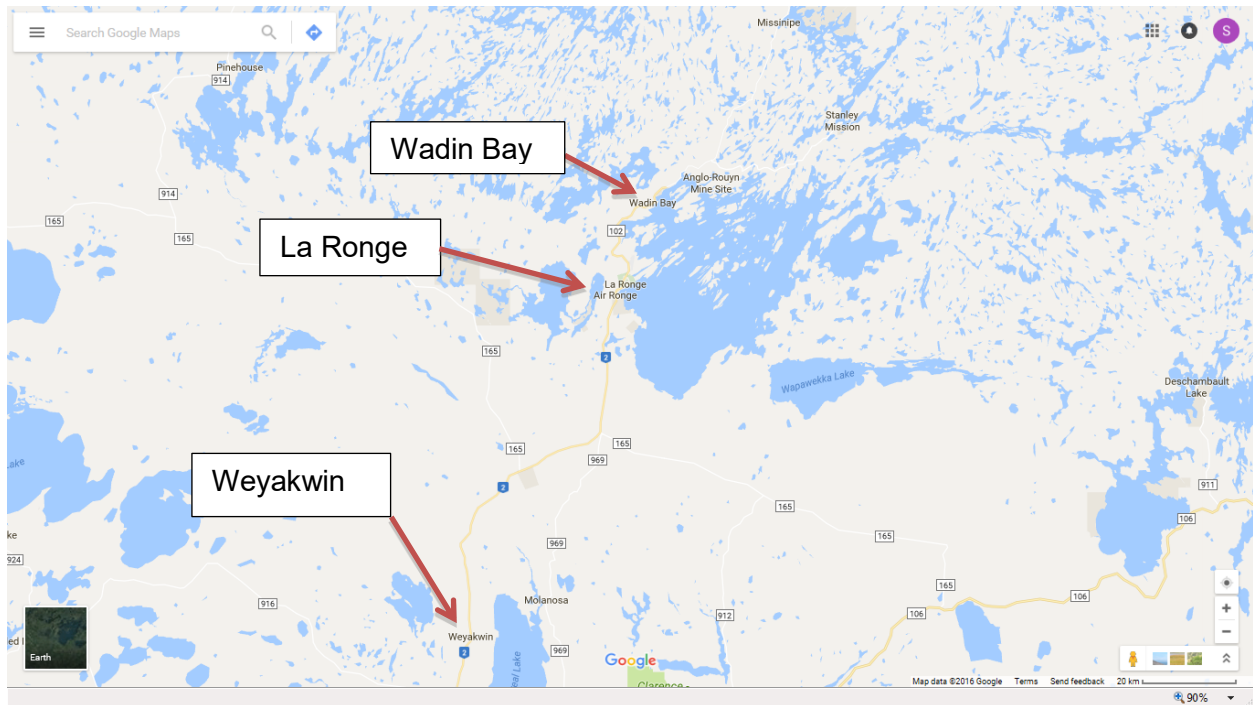 Search Google Maps
S
Missinipe
Pinehouse
914
Stanley
Mission
Wadin Bay
Anglo-Rouyn
Mine Site
914
Wadin Bay
165
165
102
La Ronge
La Ronge
Air Ronge
165
2
Wapawekka Lake
Deschambault
Lake
165
165
969
Weyakwin
2
911
165
106
165
969
924
916
Molanosa
165
106
912
106
Weyakwin
2
969
Earth
Google
Map data ©2016 Google
Terms
Send feedback
20 km
90%